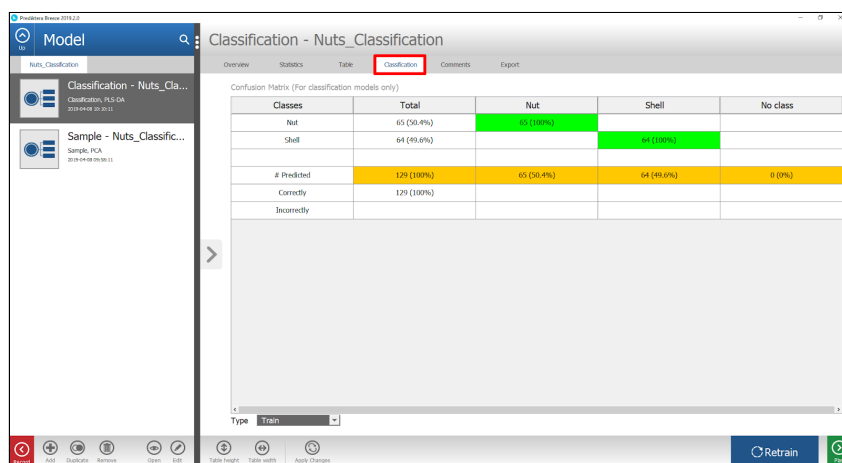 Prediktera Breeze 2019.2.0
Up
Model
Nuts_Classification
Classification - Nuts_Cla...
Classification, PLS-DA
2019-04-08 10:10:11
Sample - Nuts_Classific...
Sample, PCA
2019-04-08 09:58:11
Classification - Nuts_Classification
Overview Statistics Table Classification Comments Export
Confusion Matrix (For classification models only)
Classes Total Nut Shell No class
Nut 65 (50.4%) 65 (100%)
Shell 64 (49.6%) 64 (100%)
# Predicted 129 (100%) 65 (50.4%) 64 (49.6%) 0 (0%)
Correctly 129 (100%)
Incorrectly
Type Train
Record Add Duplicate Remove Open Edit Table height Table width Apply Changes Retrain